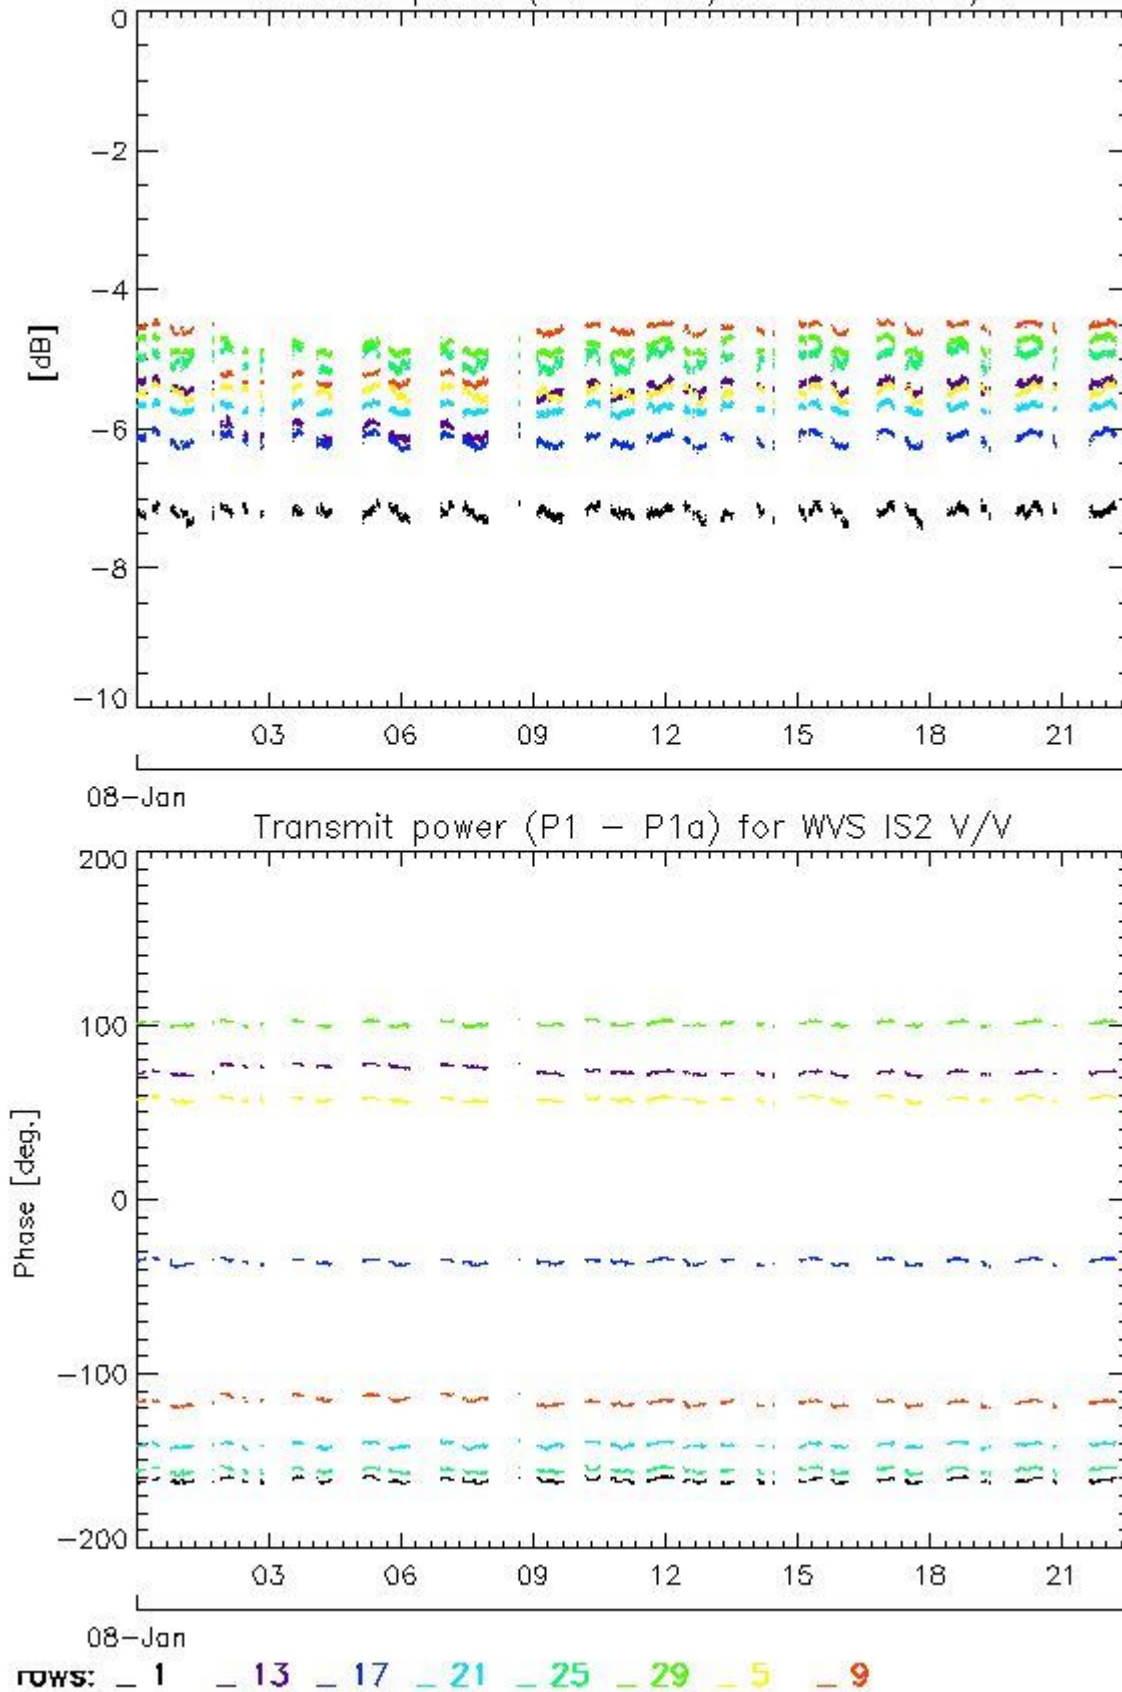 0
−2
−4
[dB]
−6
−8
−10
03 06 09 12 15 18 21
08−Jan
Transmit power (P1 − P1a) for WVS IS2 V/V
200
100
Phase [deg.]
0
−100
−200
03 06 09 12 15 18 21
08−Jan
rows: _ 1 _ 13 _ 17 _ 21 _ 25 _ 29 _ 5 _ 9